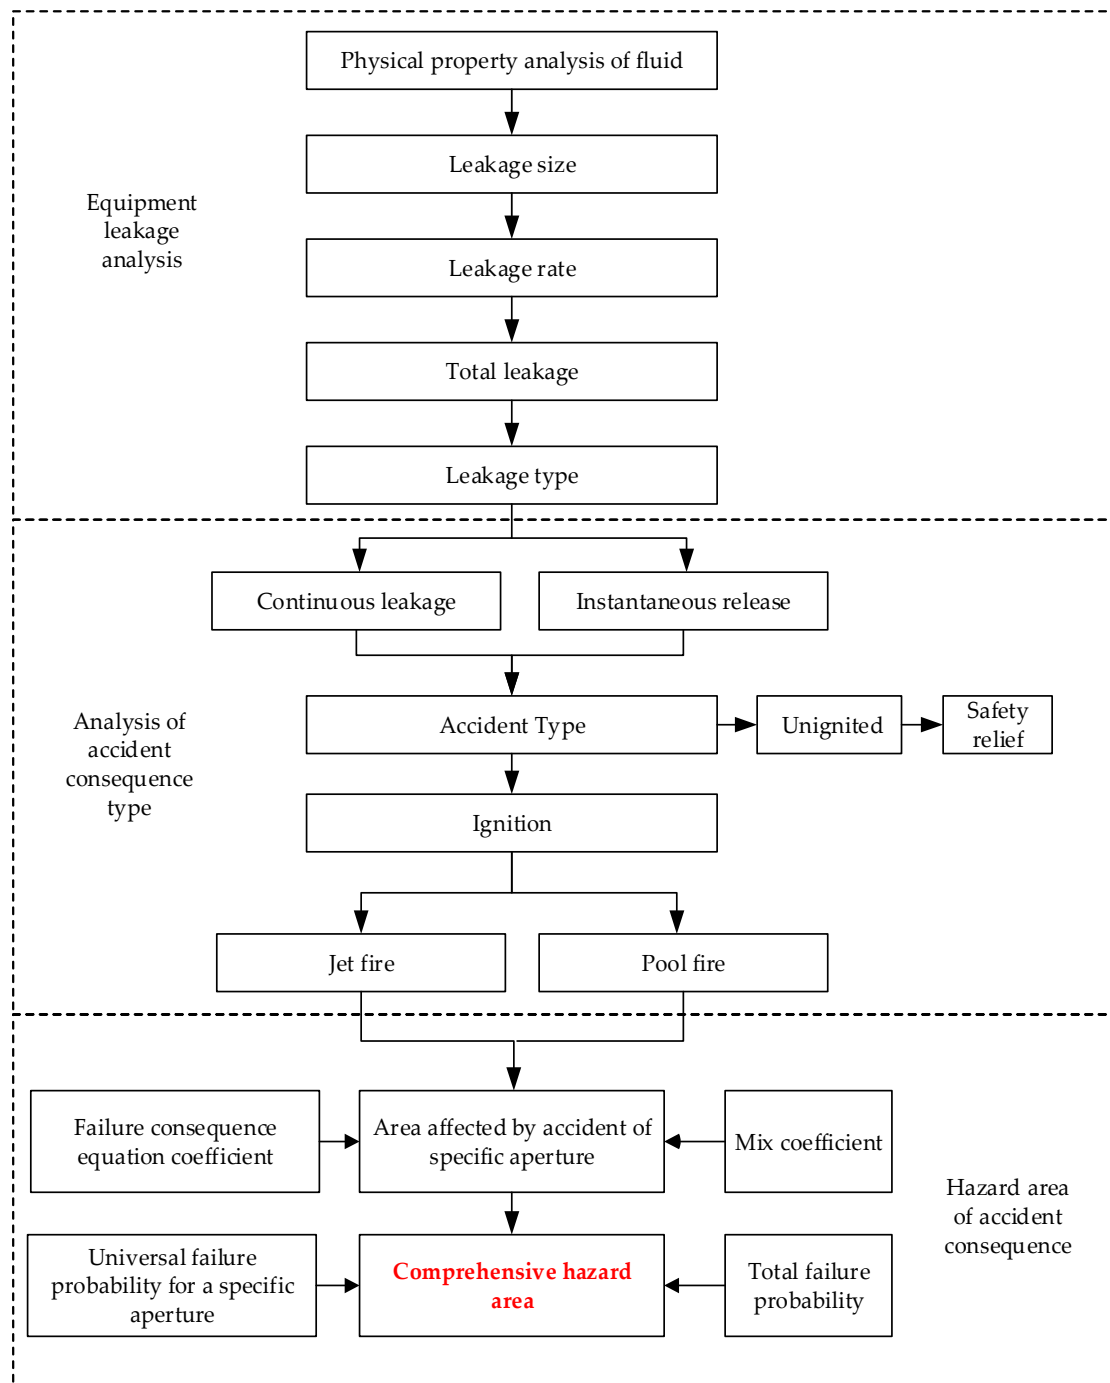 Physical property analysis of fluid
Leakage size
Equipment
leakage
analysis
Leakage rate
Total leakage
Leakage type
Continuous leakage
Instantaneous release
Analysis of
accident
consequence
type
Accident Type
Unignited
Safety
relief
Ignition
Jet fire
Pool fire
Failure consequence
equation coefficient
Area affected by accident of
specific aperture
Mix coefficient
Hazard area
of accident
consequence
Universal failure
probability for a specific
aperture
Comprehensive hazard
area
Total failure
probability